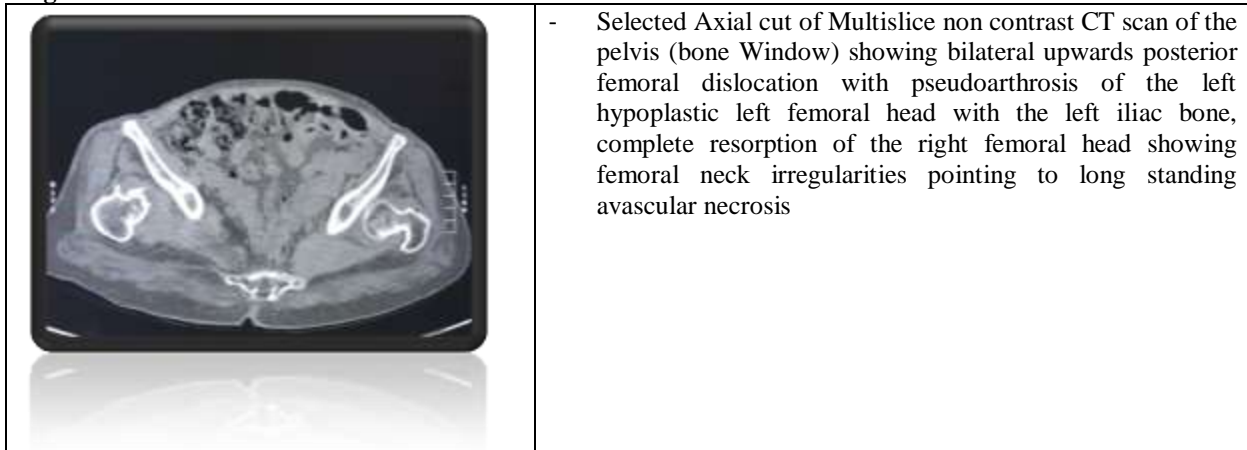 - Selected Axial cut of Multislice non contrast CT scan of the
pelvis (bone Window) showing bilateral upwards posterior
femoral dislocation with pseudoarthrosis of the left
hypoplastic left femoral head with the left iliac bone,
complete resorption of the right femoral head showing
femoral neck irregularities pointing to long standing
avascular necrosis